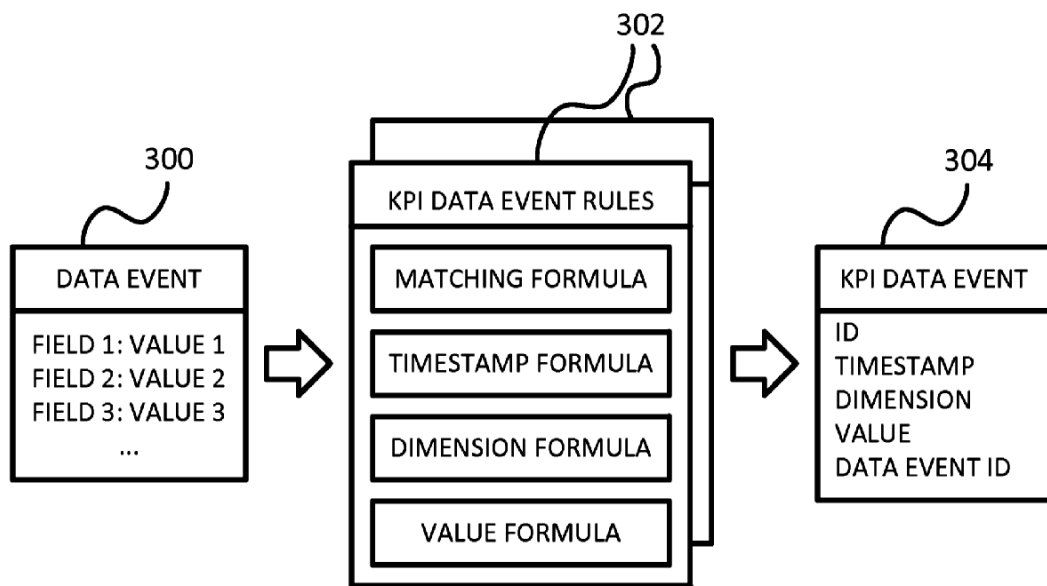 302
300
304
KPI DATA EVENT RULES
DATA EVENT
KPI DATA EVENT
MATCHING FORMULA
FIELD 1: VALUE 1
FIELD 2: VALUE 2
FIELD 3: VALUE 3
...
TIMESTAMP FORMULA
DIMENSION FORMULA
VALUE FORMULA
ID
TIMESTAMP
DIMENSION
VALUE
DATA EVENT ID